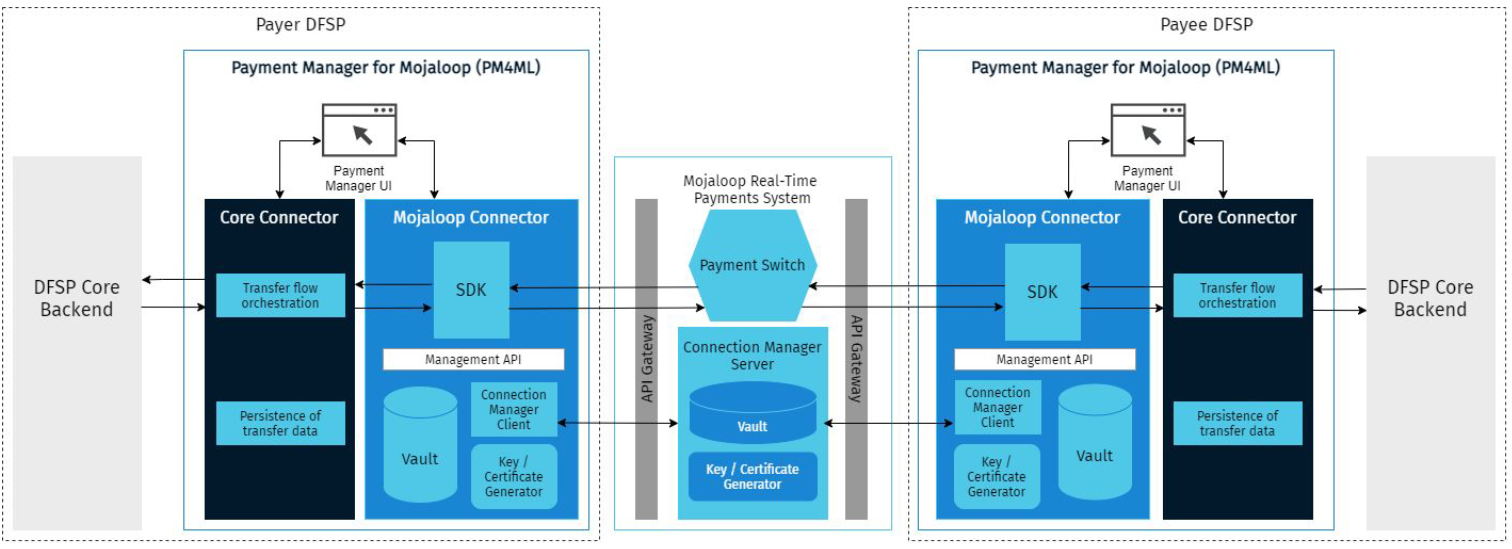 Payer DFSP
Payment Manager for Mojaloop (PM4ML)
Payment
Manager UI
DFSP Core
Backend
Core Connector
Transfer flow
orchestration
Persistence of
transfer data
Mojaloop Connector
SDK
Management API
Vault
Connection
Manager
Client
Key /
Certificate
Generator
Mojaloop Real-Time
Payments System
API Gateway
Payment Switch
Connection Manager
Server
Vault
Key / Certificate
Generator
API Gateway
Payee DFSP
Payment Manager for Mojaloop (PM4ML)
Payment
Manager UI
Mojaloop Connector
SDK
Management API
Connection
Manager
Client
Key /
Certificate
Generator
Vault
Core Connector
Transfer flow
orchestration
Persistence of
transfer data
DFSP Core
Backend